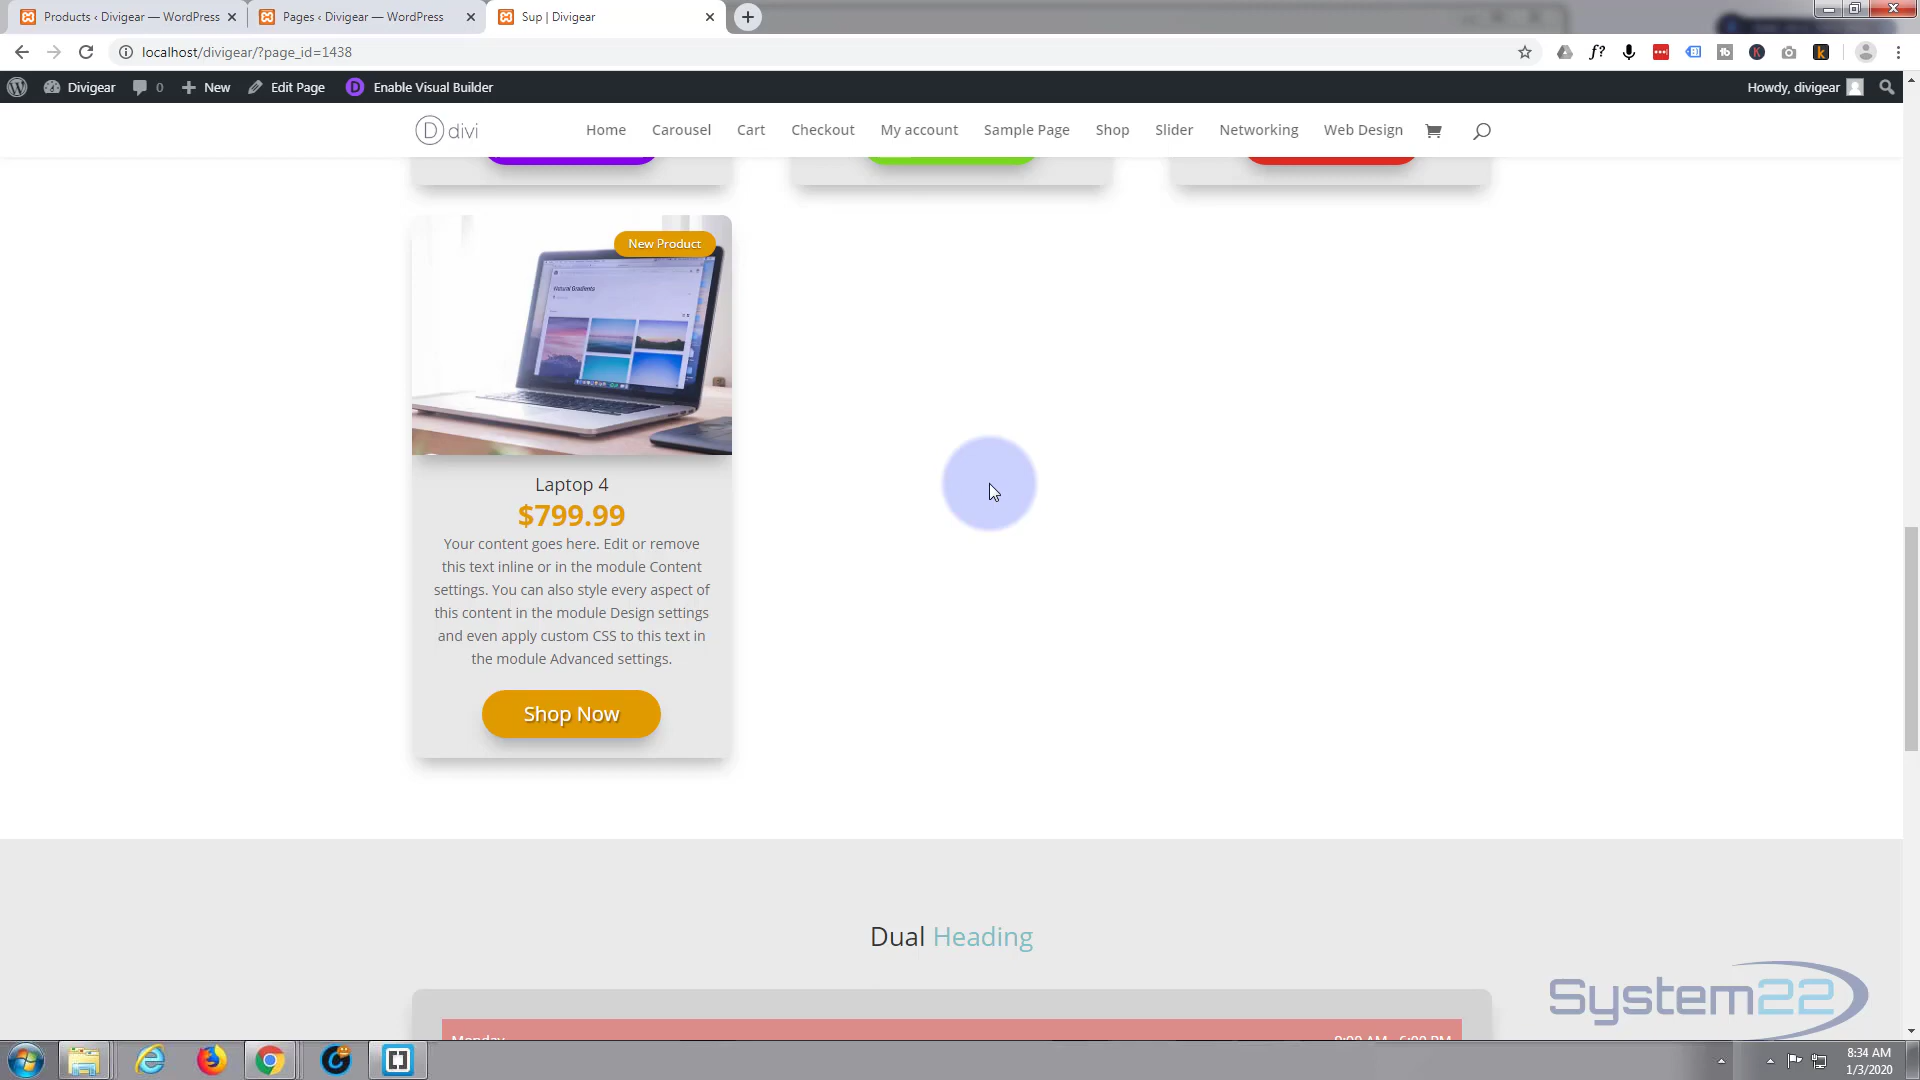 Products ‹ Divigear — WordPress
Pages ‹ Divigear — WordPress
Sup | Divigear
localhost/divigear/?page_id=1438
Divigear
0
New
Edit Page
Enable Visual Builder
Howdy, divigear
D divi
Home
Carousel
Cart
Checkout
My account
Sample Page
Shop
Slider
Networking
Web Design
New Product
Natural Gradients
Laptop 4
$799.99
Your content goes here. Edit or remove
this text inline or in the module Content
settings. You can also style every aspect of
this content in the module Design settings
and even apply custom CSS to this text in
the module Advanced settings.
Shop Now
Dual Heading
Monday
System22
8:34 AM
1/3/2020